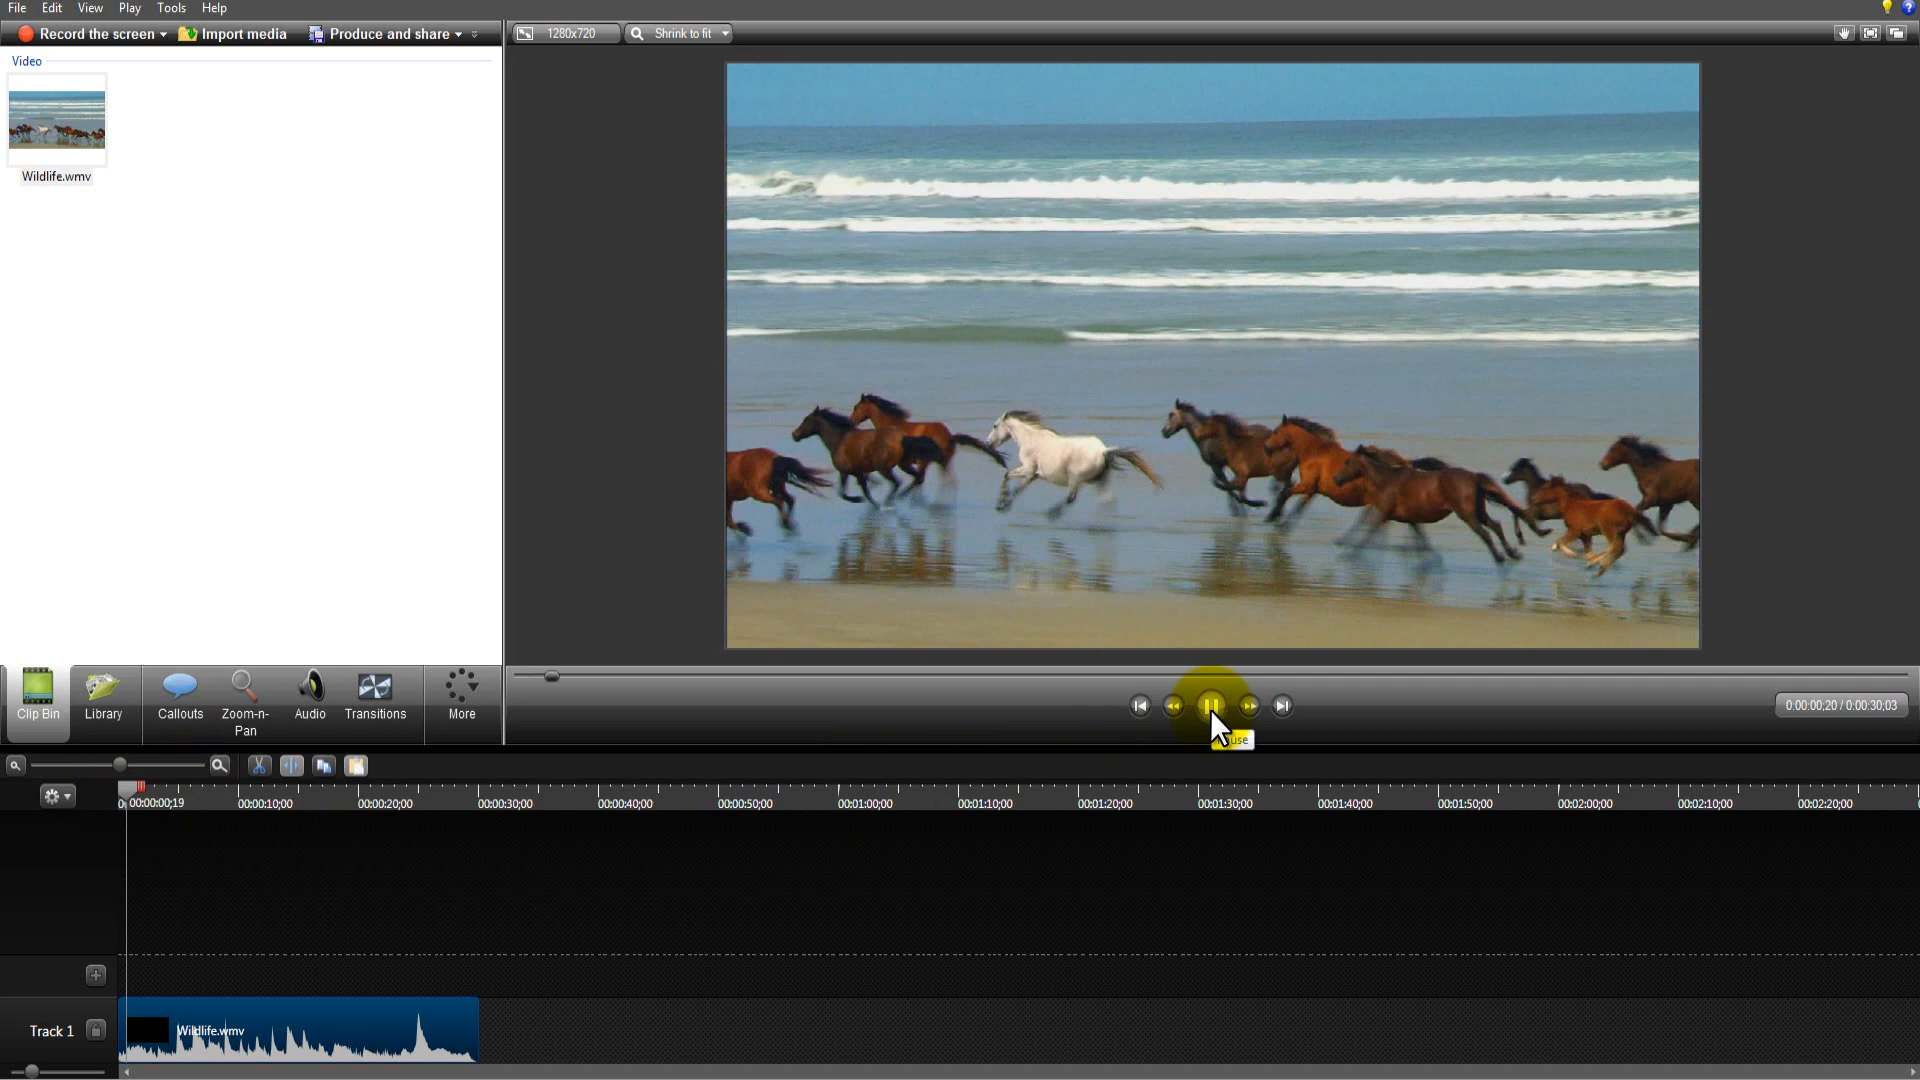 File Edit View Play Tools Help
Record the screen Import media Produce and share
1280x720 Shrink to fit
Video
Wildlife.wmv
Clip Bin Library Callouts Zoom-n-Pan Audio Transitions More
0:00:00;20 / 0:00:30;03
00:00:00;19 00:00:10;00 00:00:20;00 00:00:30;00 00:00:40;00 00:00:50;00 00:01:00;00 00:01:10;00 00:01:20;00 00:01:30;00 00:01:40;00 00:01:50;00 00:02:00;00 00:02:10;00 00:02:20;00
Track 1 Wildlife.wmv